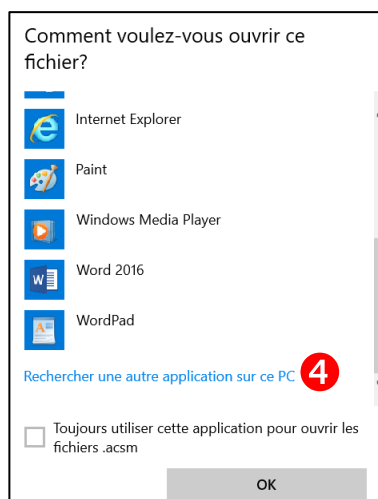 Comment voulez-vous ouvrir ce
fichier?
Internet Explorer
Paint
Windows Media Player
Word 2016
WordPad
Rechercher une autre application sur ce PC 4
Toujours utiliser cette application pour ouvrir les
fichiers .acsm
OK